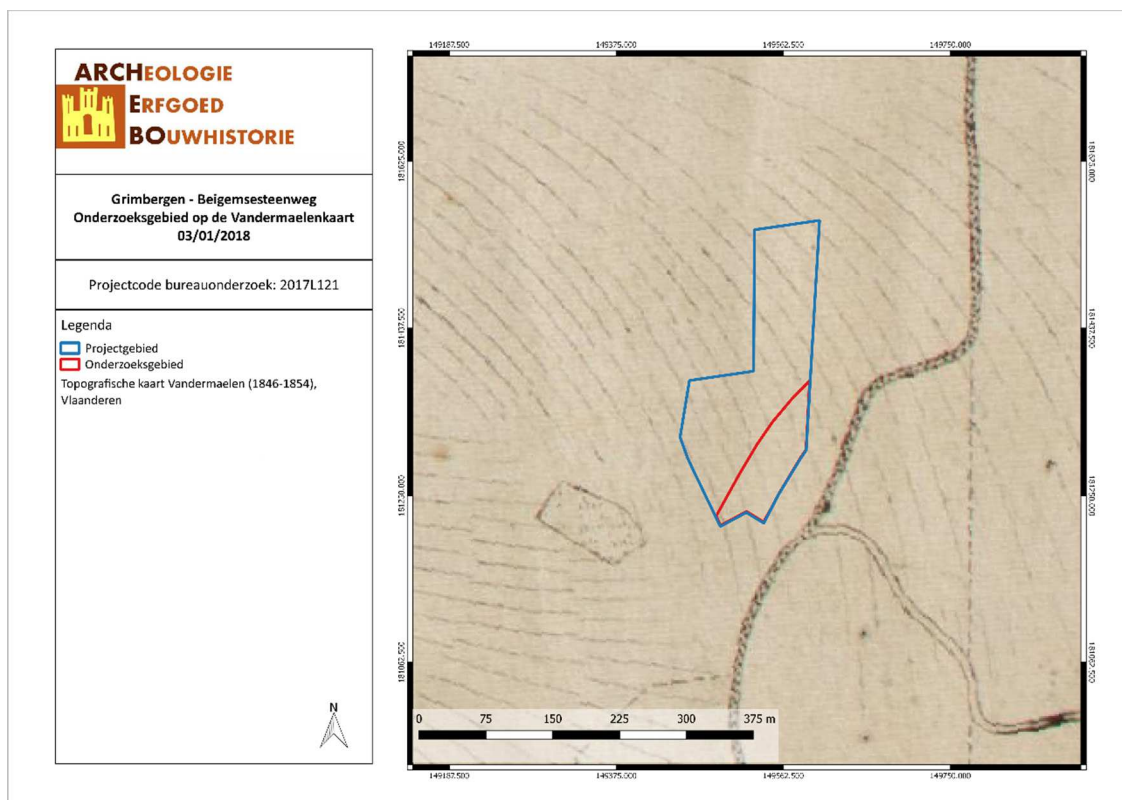 ARCHEOLOGIE
ERFGOED
BOUWHISTORIE
Grimbergen - Beigemsesteenweg
Onderzoeksgebied op de Vandermaelenkaart
03/01/2018
Projectcode bureauonderzoek: 2017L121
Legenda
Projectgebied
Onderzoeksgebied
Topografische kaart Vandermaelen (1846-1854),
Vlaanderen
N
149187.500 149375.000 149562.500 149750.000
181625.000
181437.500
181250.000
181062.500
181625.000
181437.500
181250.000
181062.500
0 75 150 225 300 375 m
149187.500 149375.000 149562.500 149750.000